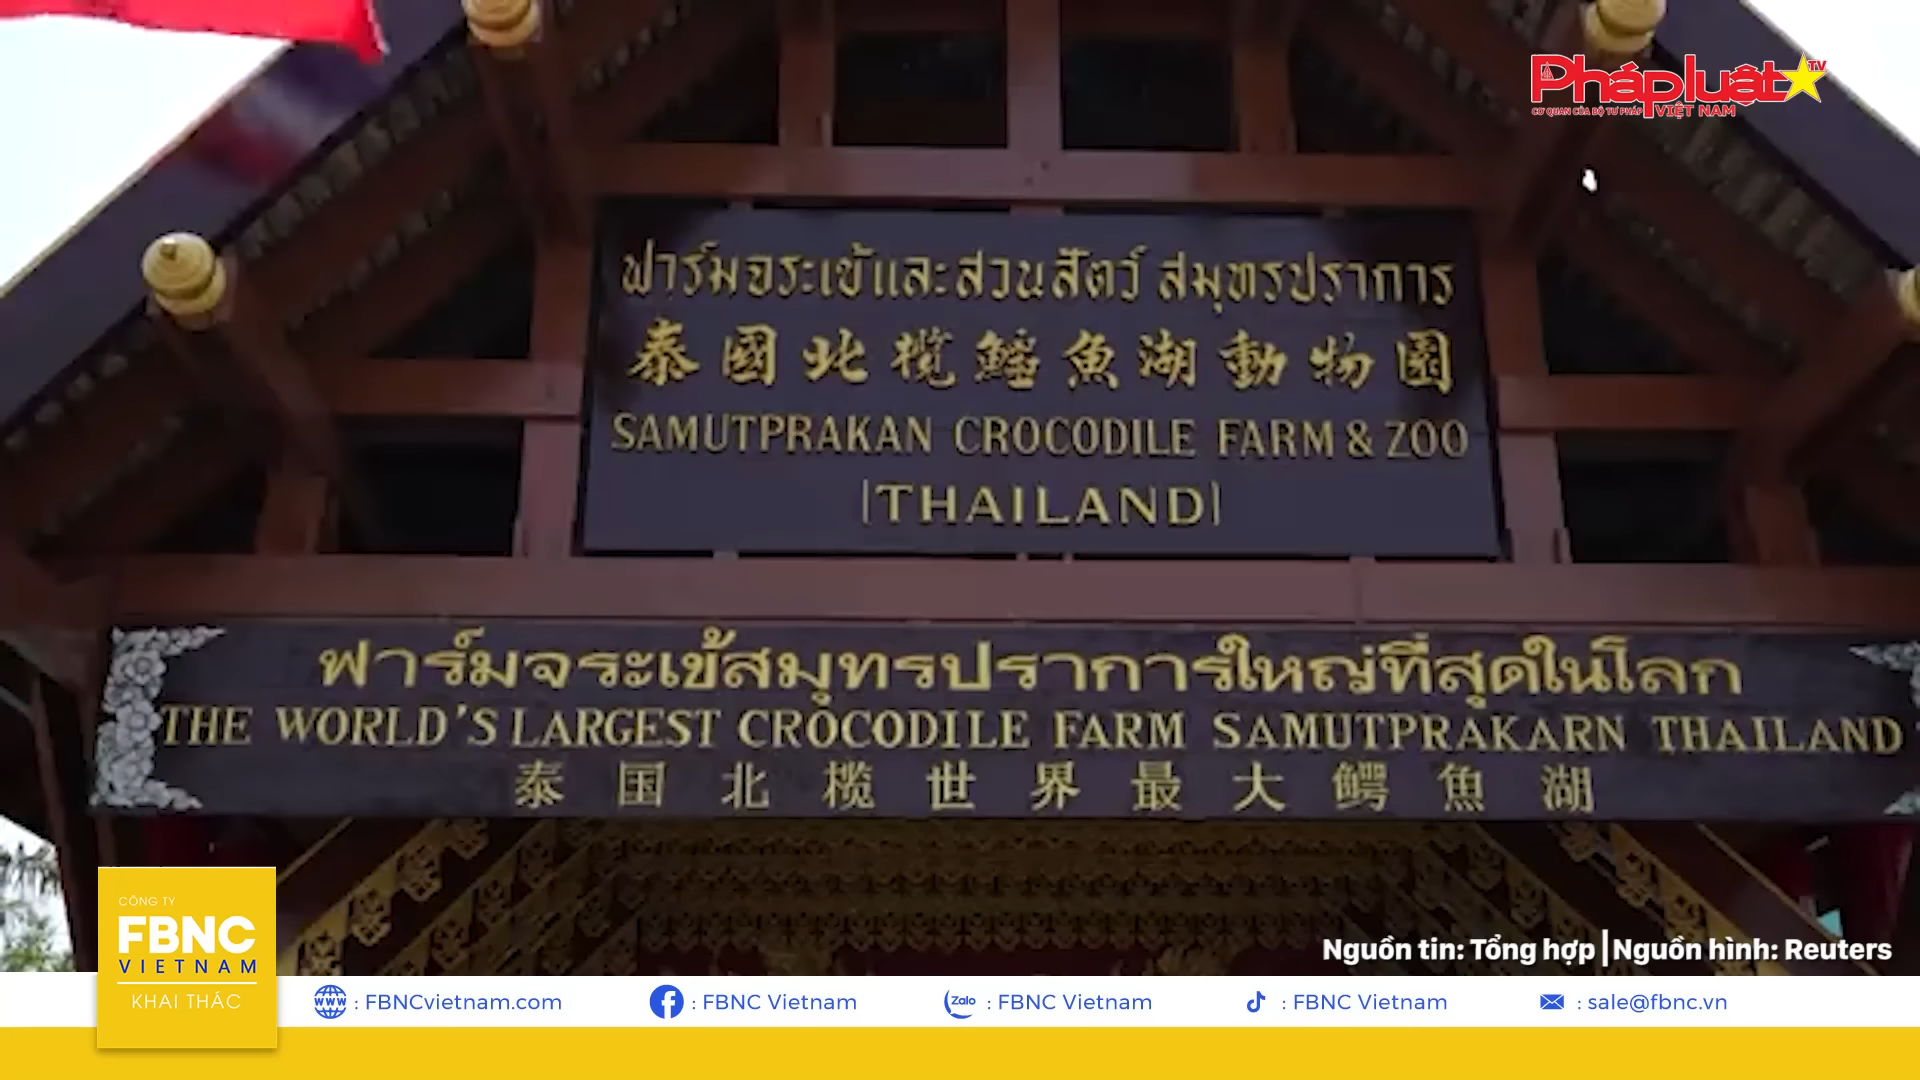 Phápluật TV
CƠ QUAN CỦA BỘ TƯ PHÁP VIỆT NAM
ฟาร์มจระเข้และสวนสัตว์ สมุทรปราการ
泰國北欖鱷魚湖動物園
SAMUTPRAKAN CROCODILE FARM & ZOO
(THAILAND)
ฟาร์มจระเข้สมุทรปราการใหญ่ที่สุดในโลก
THE WORLD'S LARGEST CROCODILE FARM SAMUTPRAKARN THAILAND
泰国北榄世界最大鳄魚湖
Nguồn tin: Tổng hợp | Nguồn hình: Reuters
CÔNG TY
FBNC
VIETNAM
KHAI THÁC
www : FBNCvietnam.com
: FBNC Vietnam
Zalo : FBNC Vietnam
: FBNC Vietnam
: sale@fbnc.vn